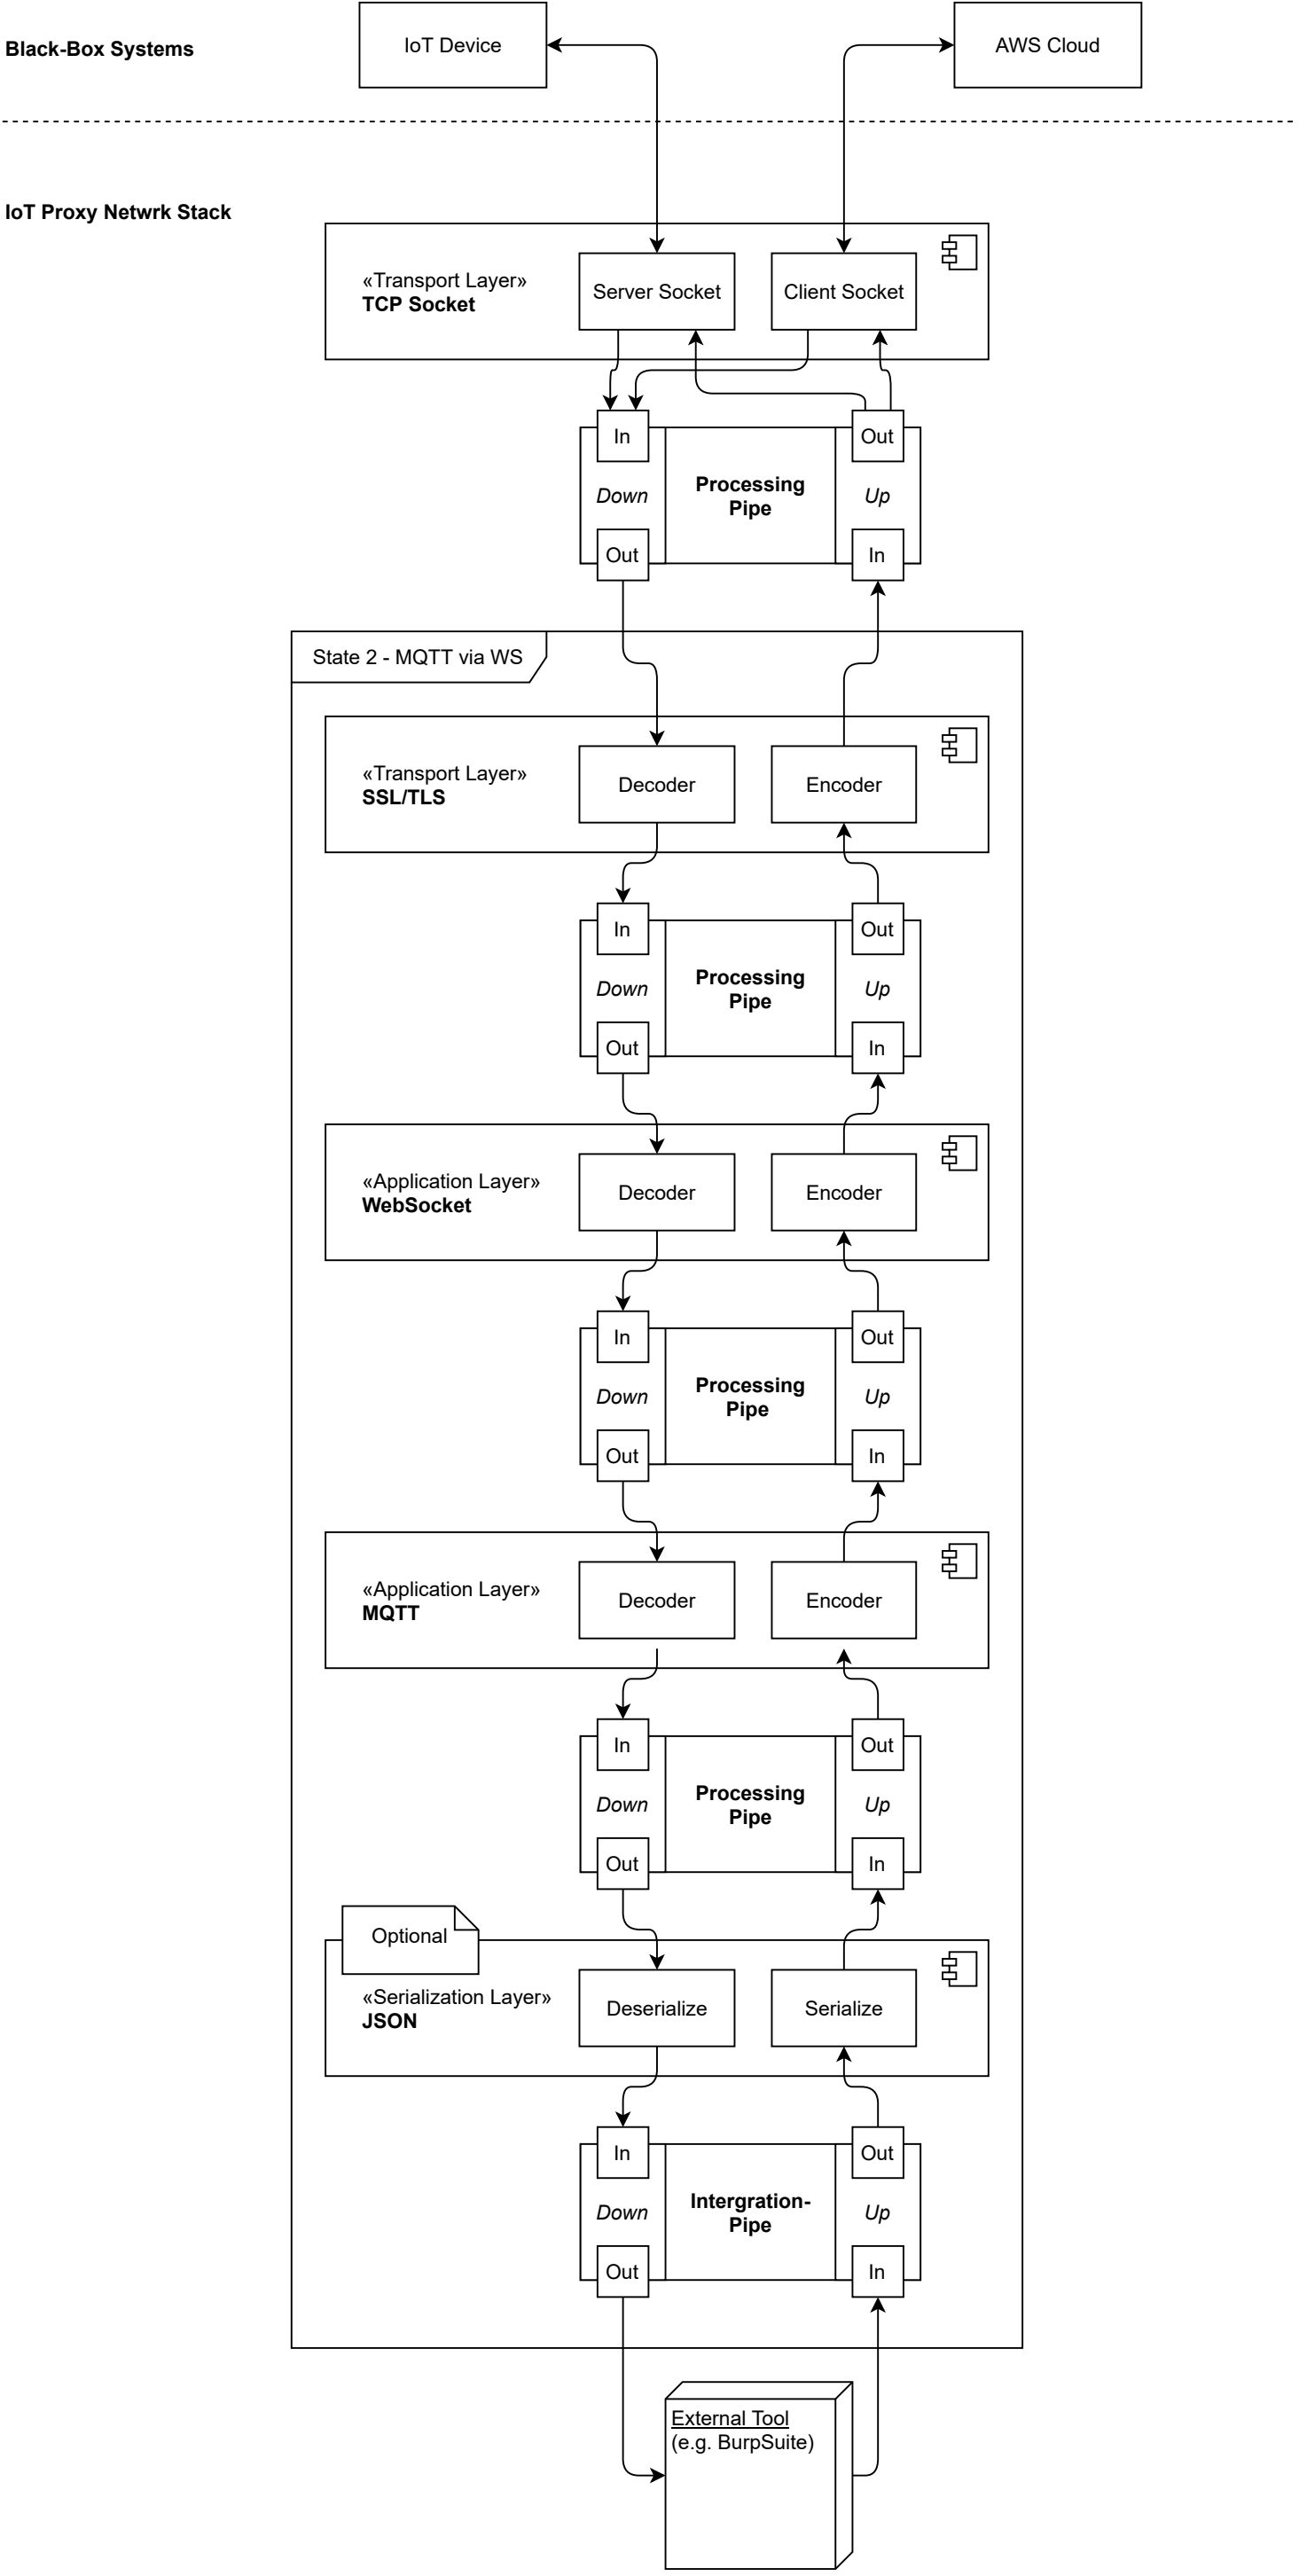 Black-Box Systems
IoT Device
AWS Cloud
IoT Proxy Netwrk Stack
«Transport Layer»
TCP Socket
Server Socket
Client Socket
In
Out
Down
Processing
Pipe
Up
Out
In
State 2 - MQTT via WS
«Transport Layer»
SSL/TLS
Decoder
Encoder
In
Out
Down
Processing
Pipe
Up
Out
In
«Application Layer»
WebSocket
Decoder
Encoder
In
Out
Down
Processing
Pipe
Up
Out
In
«Application Layer»
MQTT
Decoder
Encoder
In
Out
Down
Processing
Pipe
Up
Out
In
Optional
«Serialization Layer»
JSON
Deserialize
Serialize
In
Out
Down
Intergration-
Pipe
Up
Out
In
External Tool
(e.g. BurpSuite)